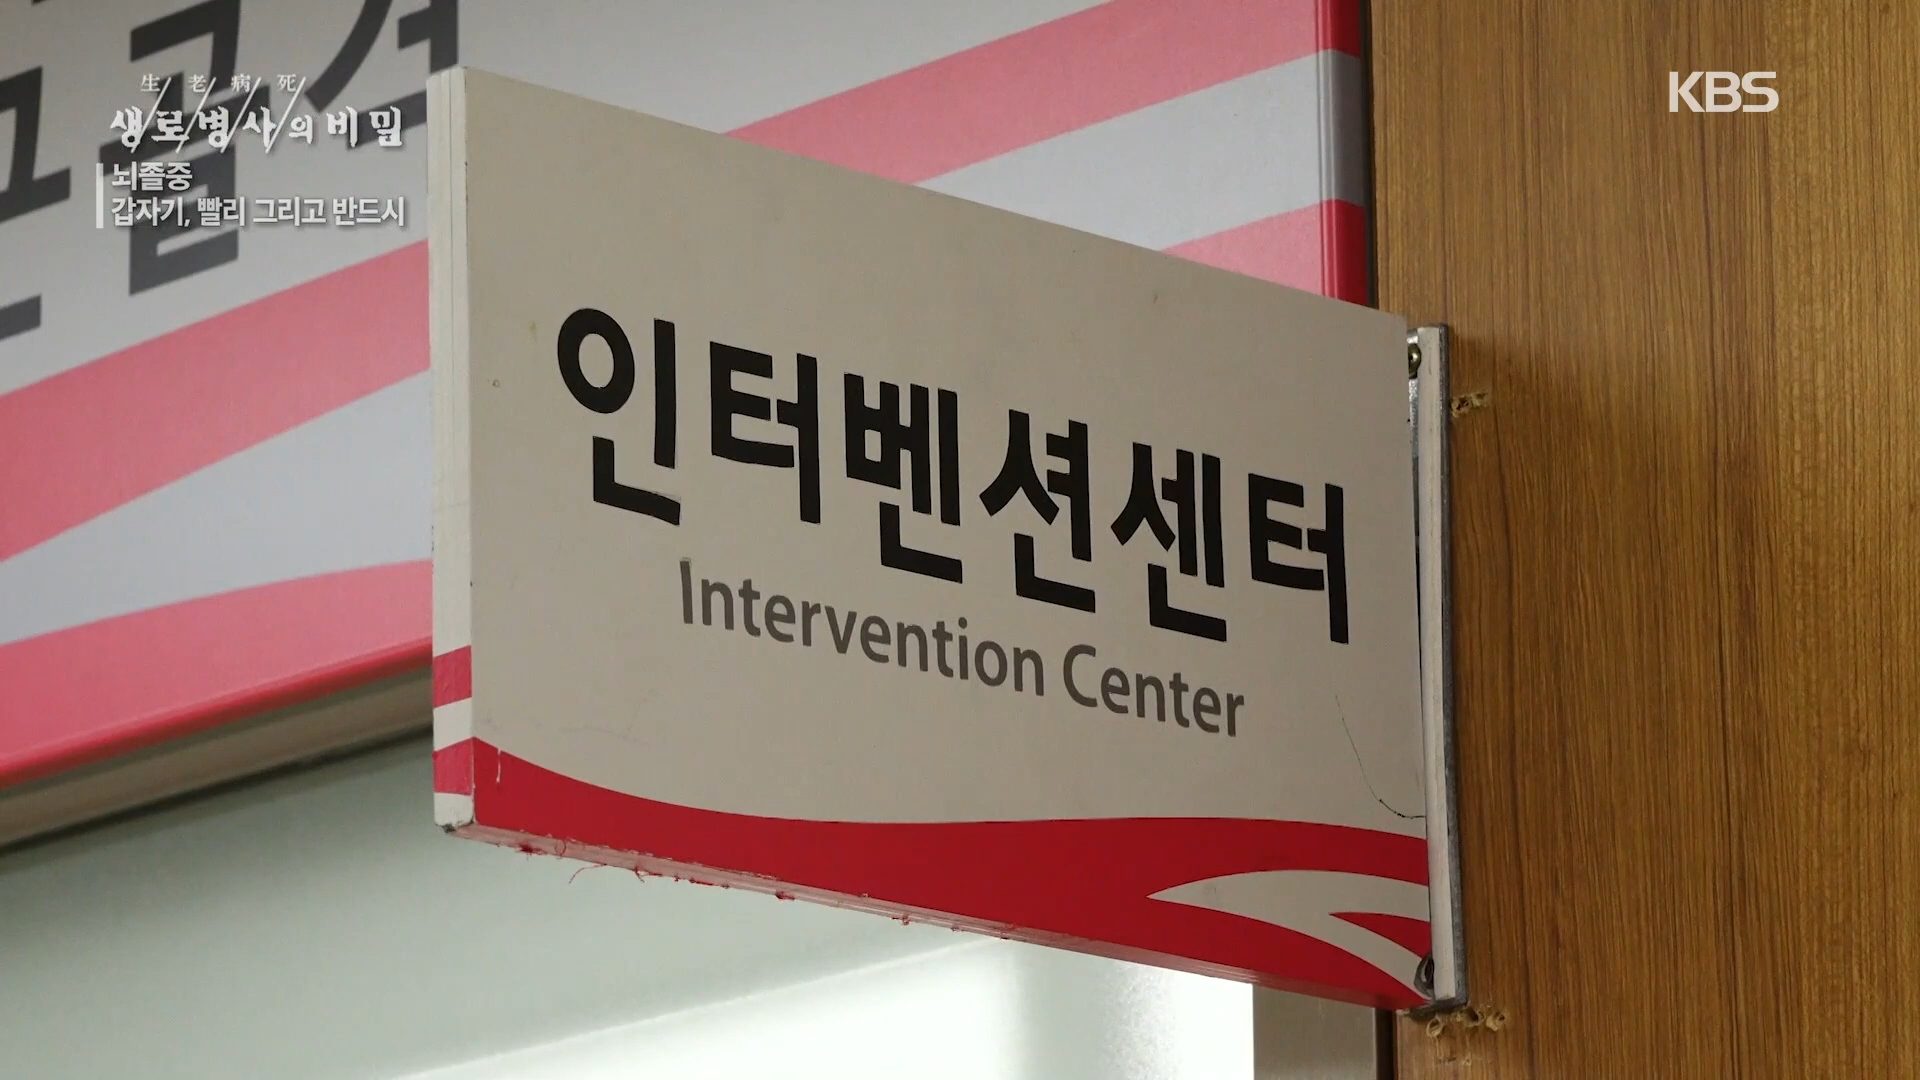 生老病死
생로병사의 비밀
뇌졸중
갑자기, 빨리 그리고 반드시
KBS
인터벤션센터
Intervention Center